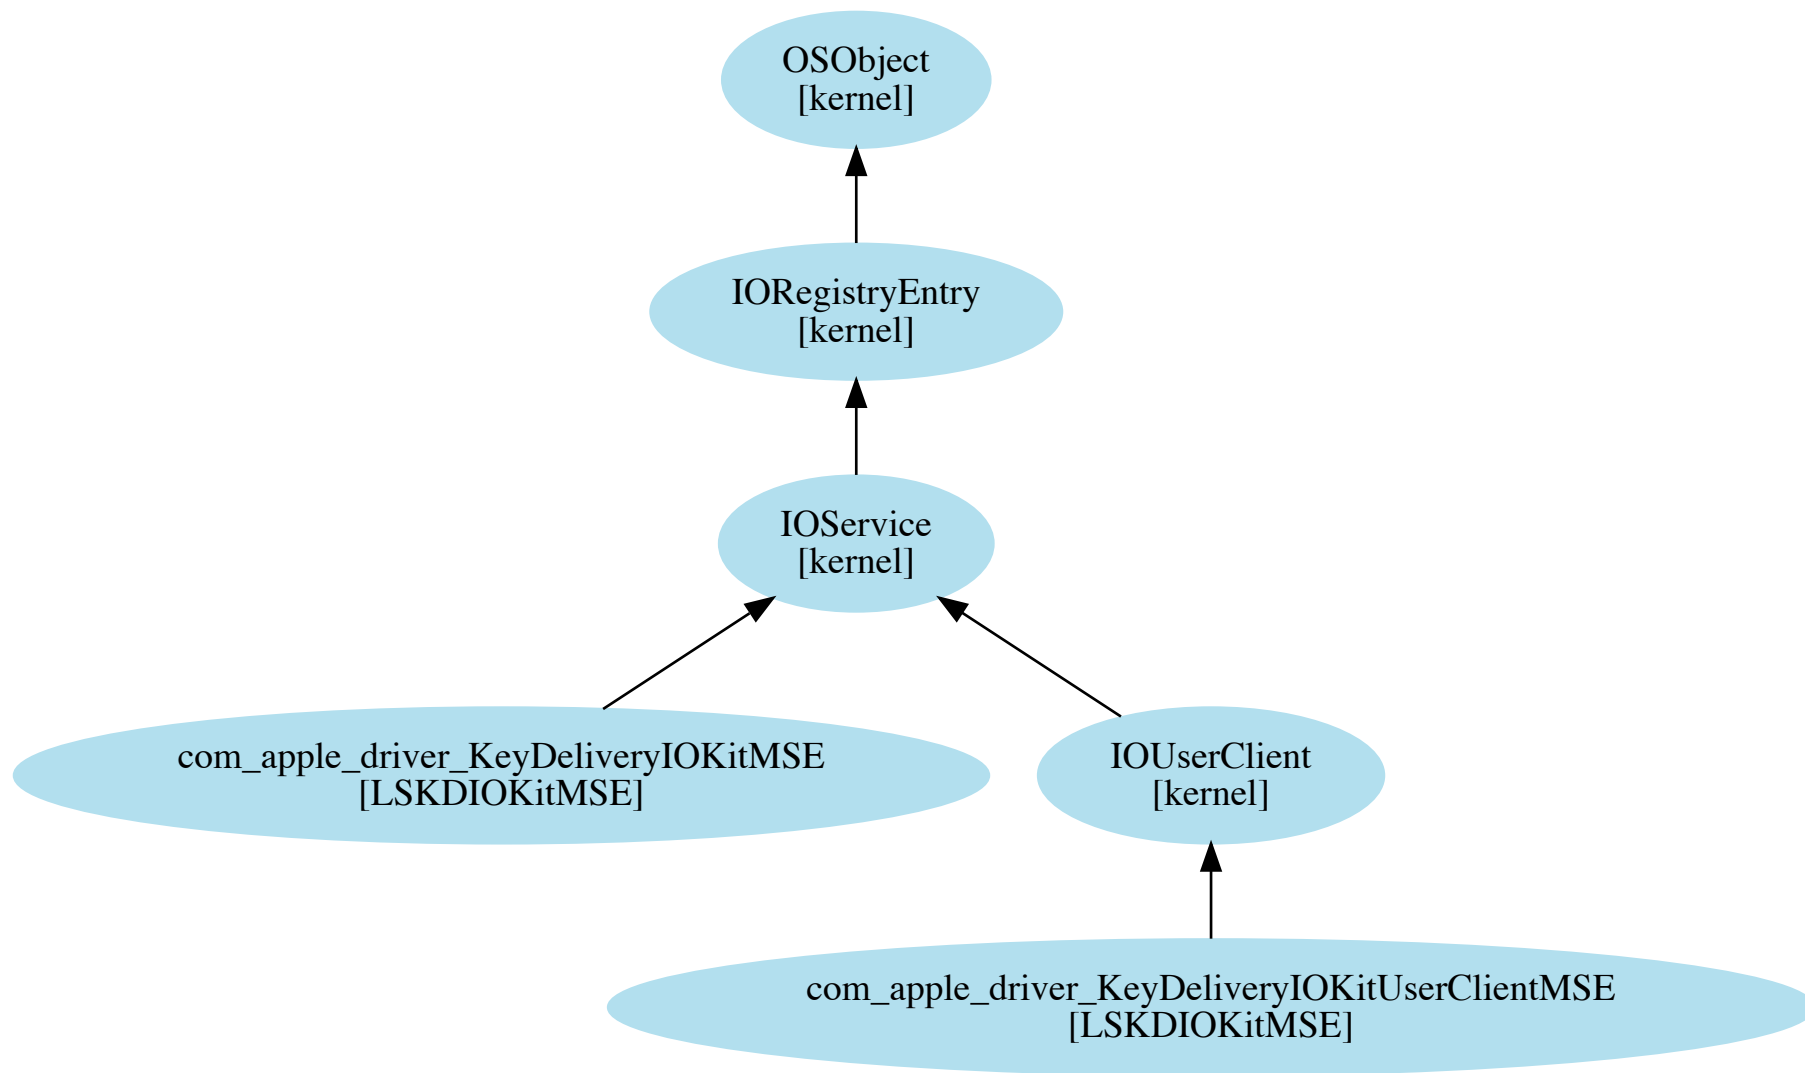 OSObject
[kernel]
IORegistryEntry
[kernel]
IOService
[kernel]
com_apple_driver_KeyDeliveryIOKitMSE
[LSKDIOKitMSE]
IOUserClient
[kernel]
com_apple_driver_KeyDeliveryIOKitUserClientMSE
[LSKDIOKitMSE]